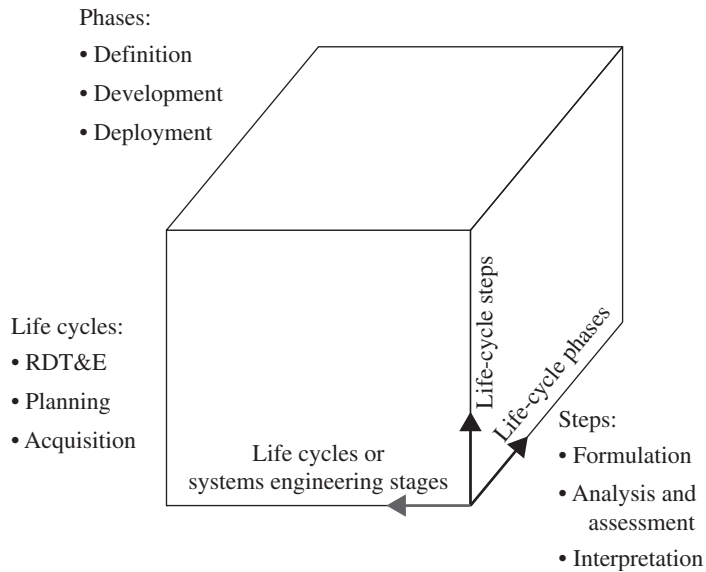 Phases:
• Definition
• Development
• Deployment
Life cycles:
• RDT&E
• Planning
• Acquisition
Life cycles or
systems engineering stages
Life-cycle steps
Life-cycle phases
Steps:
• Formulation
• Analysis and
assessment
• Interpretation